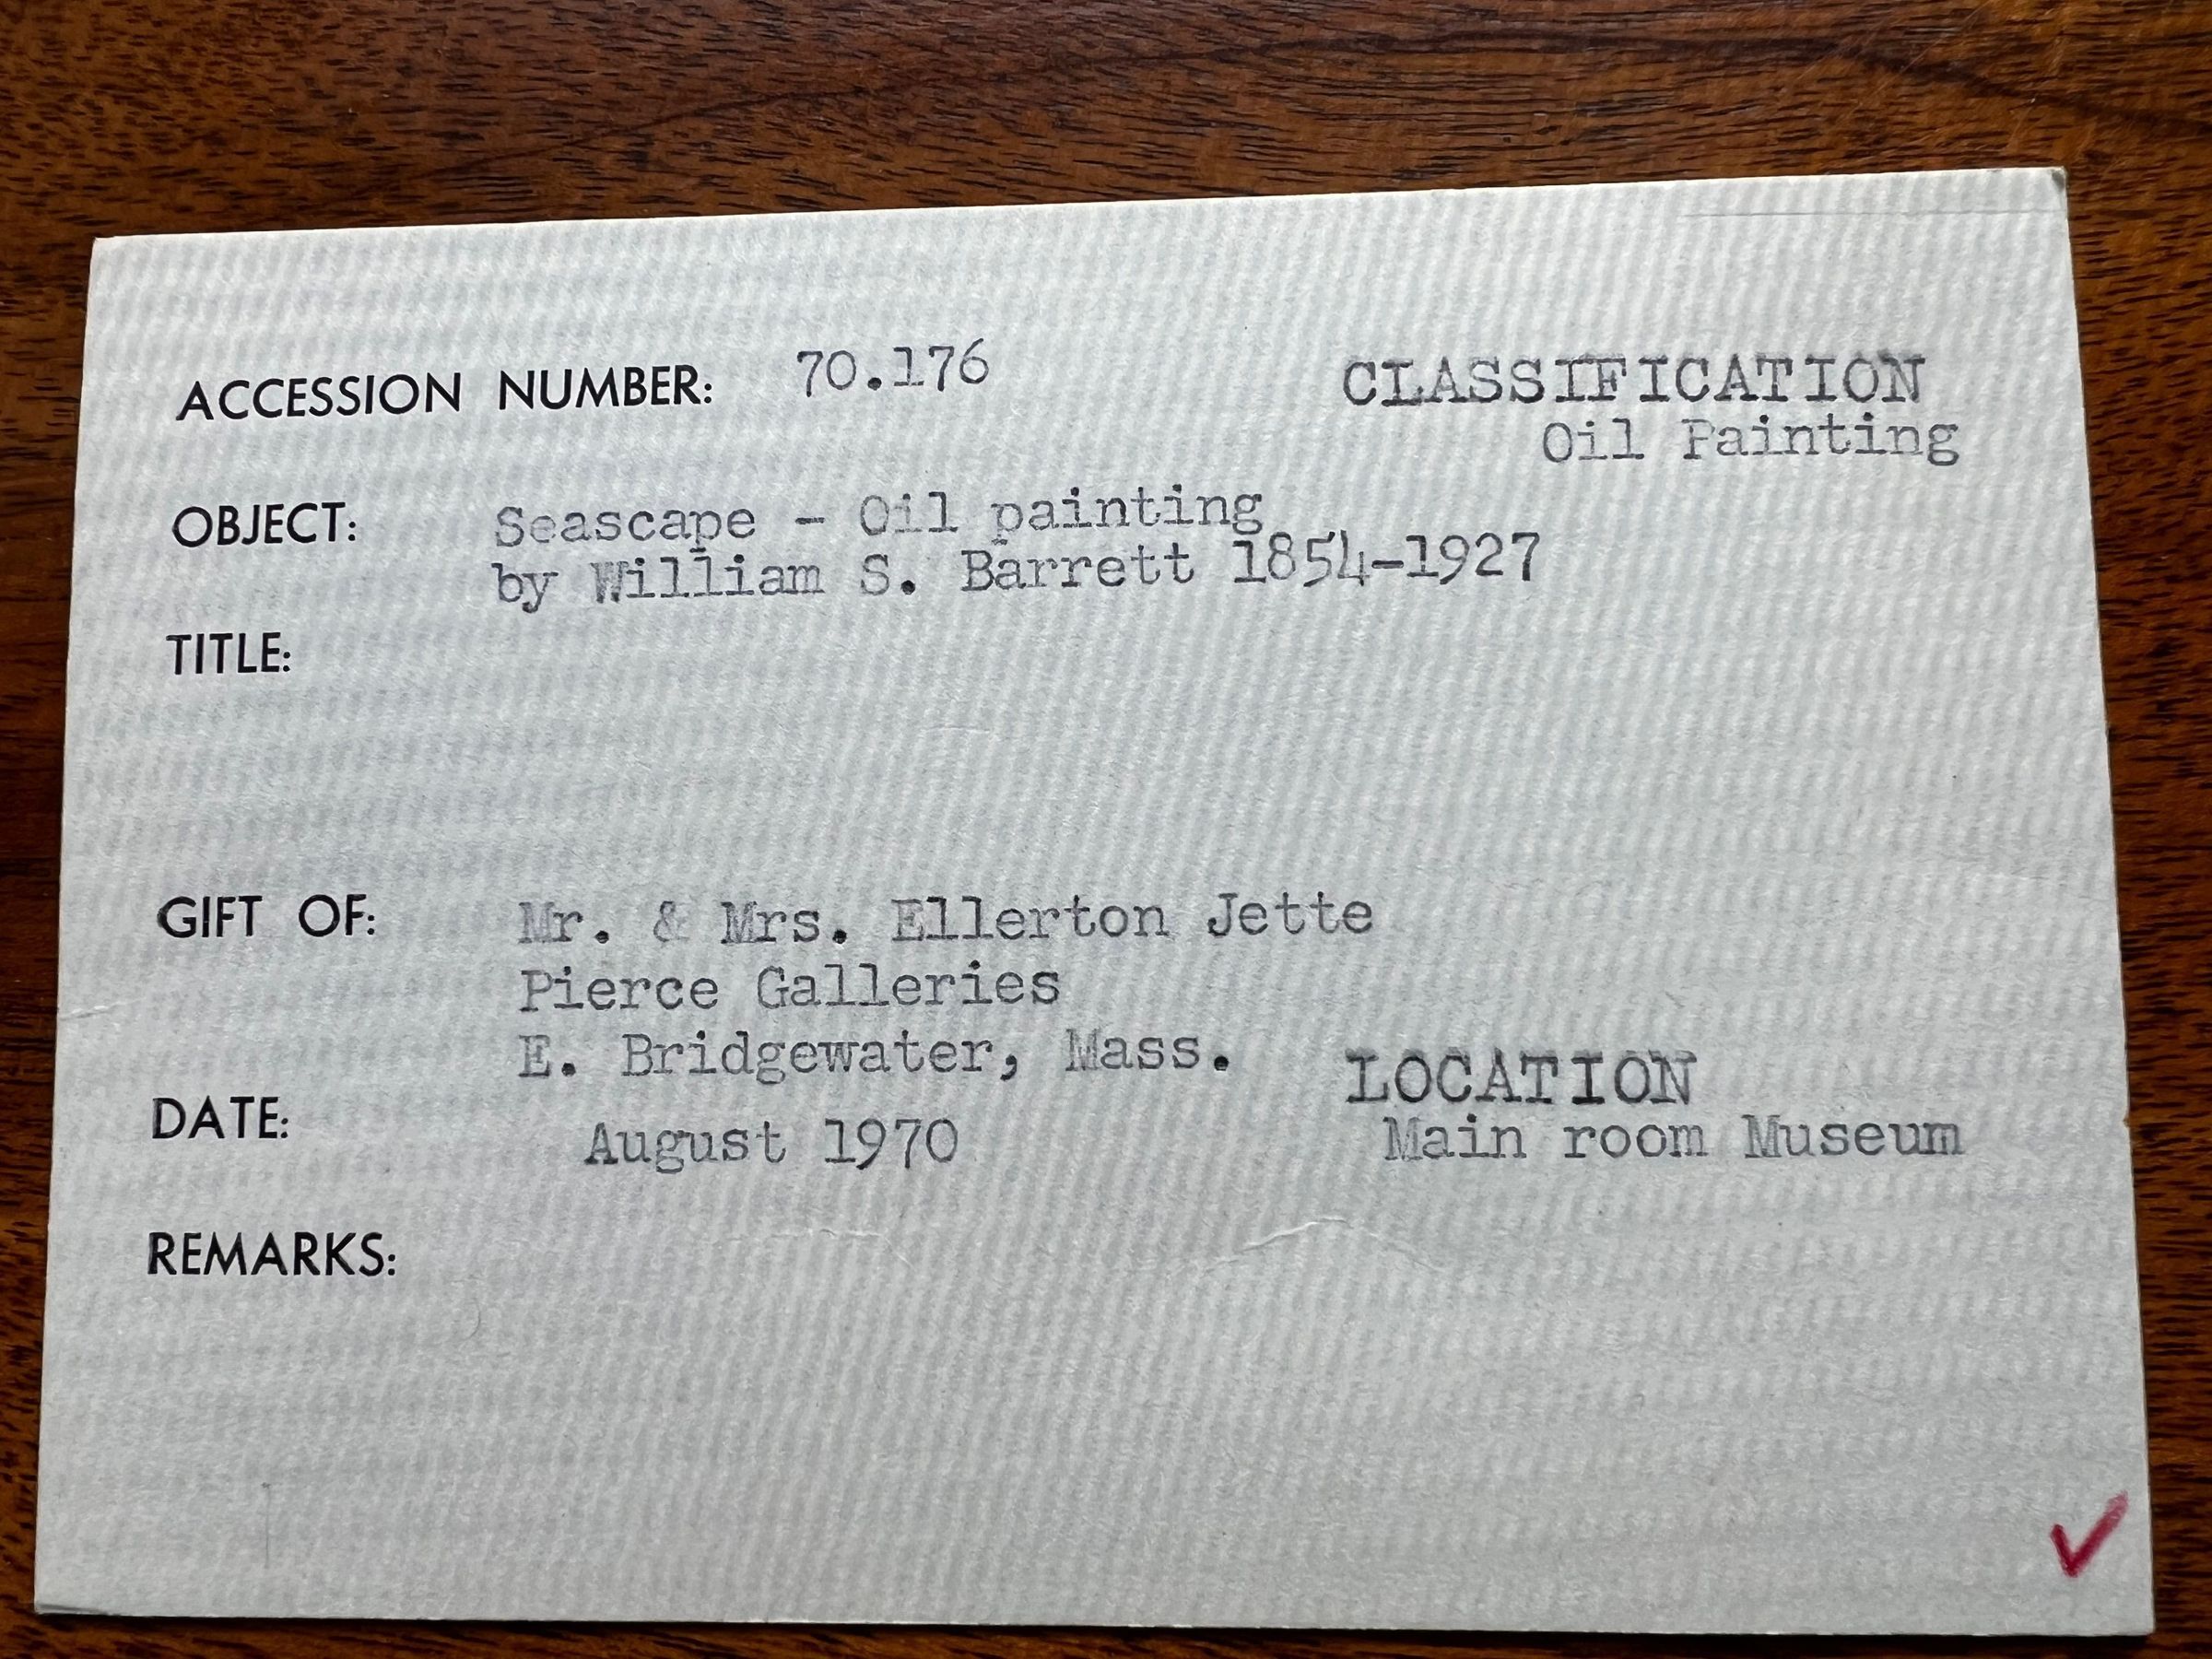 ACCESSION NUMBER: 70.176
CLASSIFICATION
Oil Painting
OBJECT: Seascape - Oil painting
by William S. Barrett 1854-1927
TITLE:
GIFT OF: Mr. & Mrs. Ellerton Jette
Pierce Galleries
E. Bridgewater, Mass.
LOCATION
Main room Museum
DATE: August 1970
REMARKS: